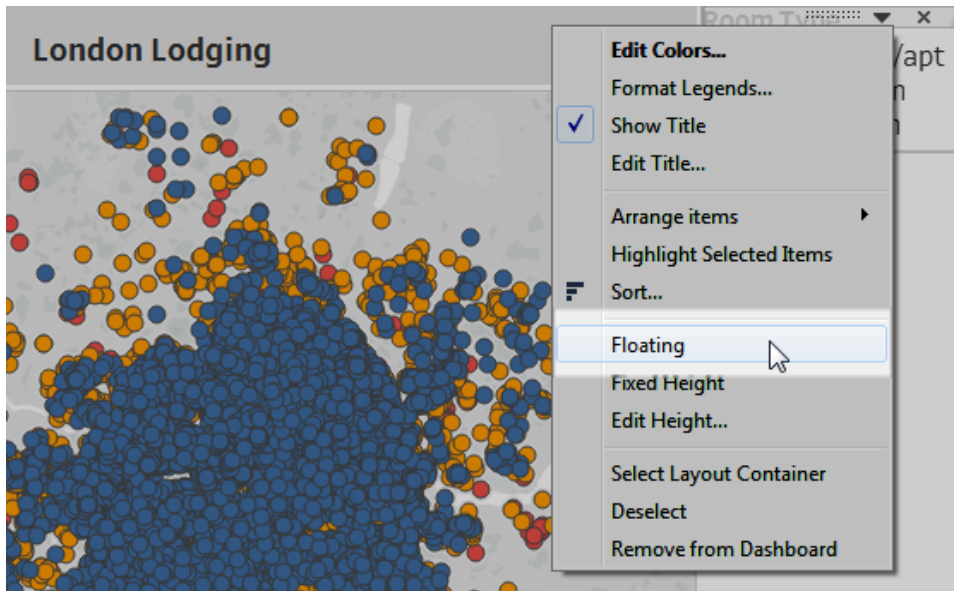 Room Type
London Lodging
/apt
Edit Colors...
Format Legends...
Show Title
Edit Title...
Arrange items
Highlight Selected Items
Sort...
Floating
Fixed Height
Edit Height...
Select Layout Container
Deselect
Remove from Dashboard